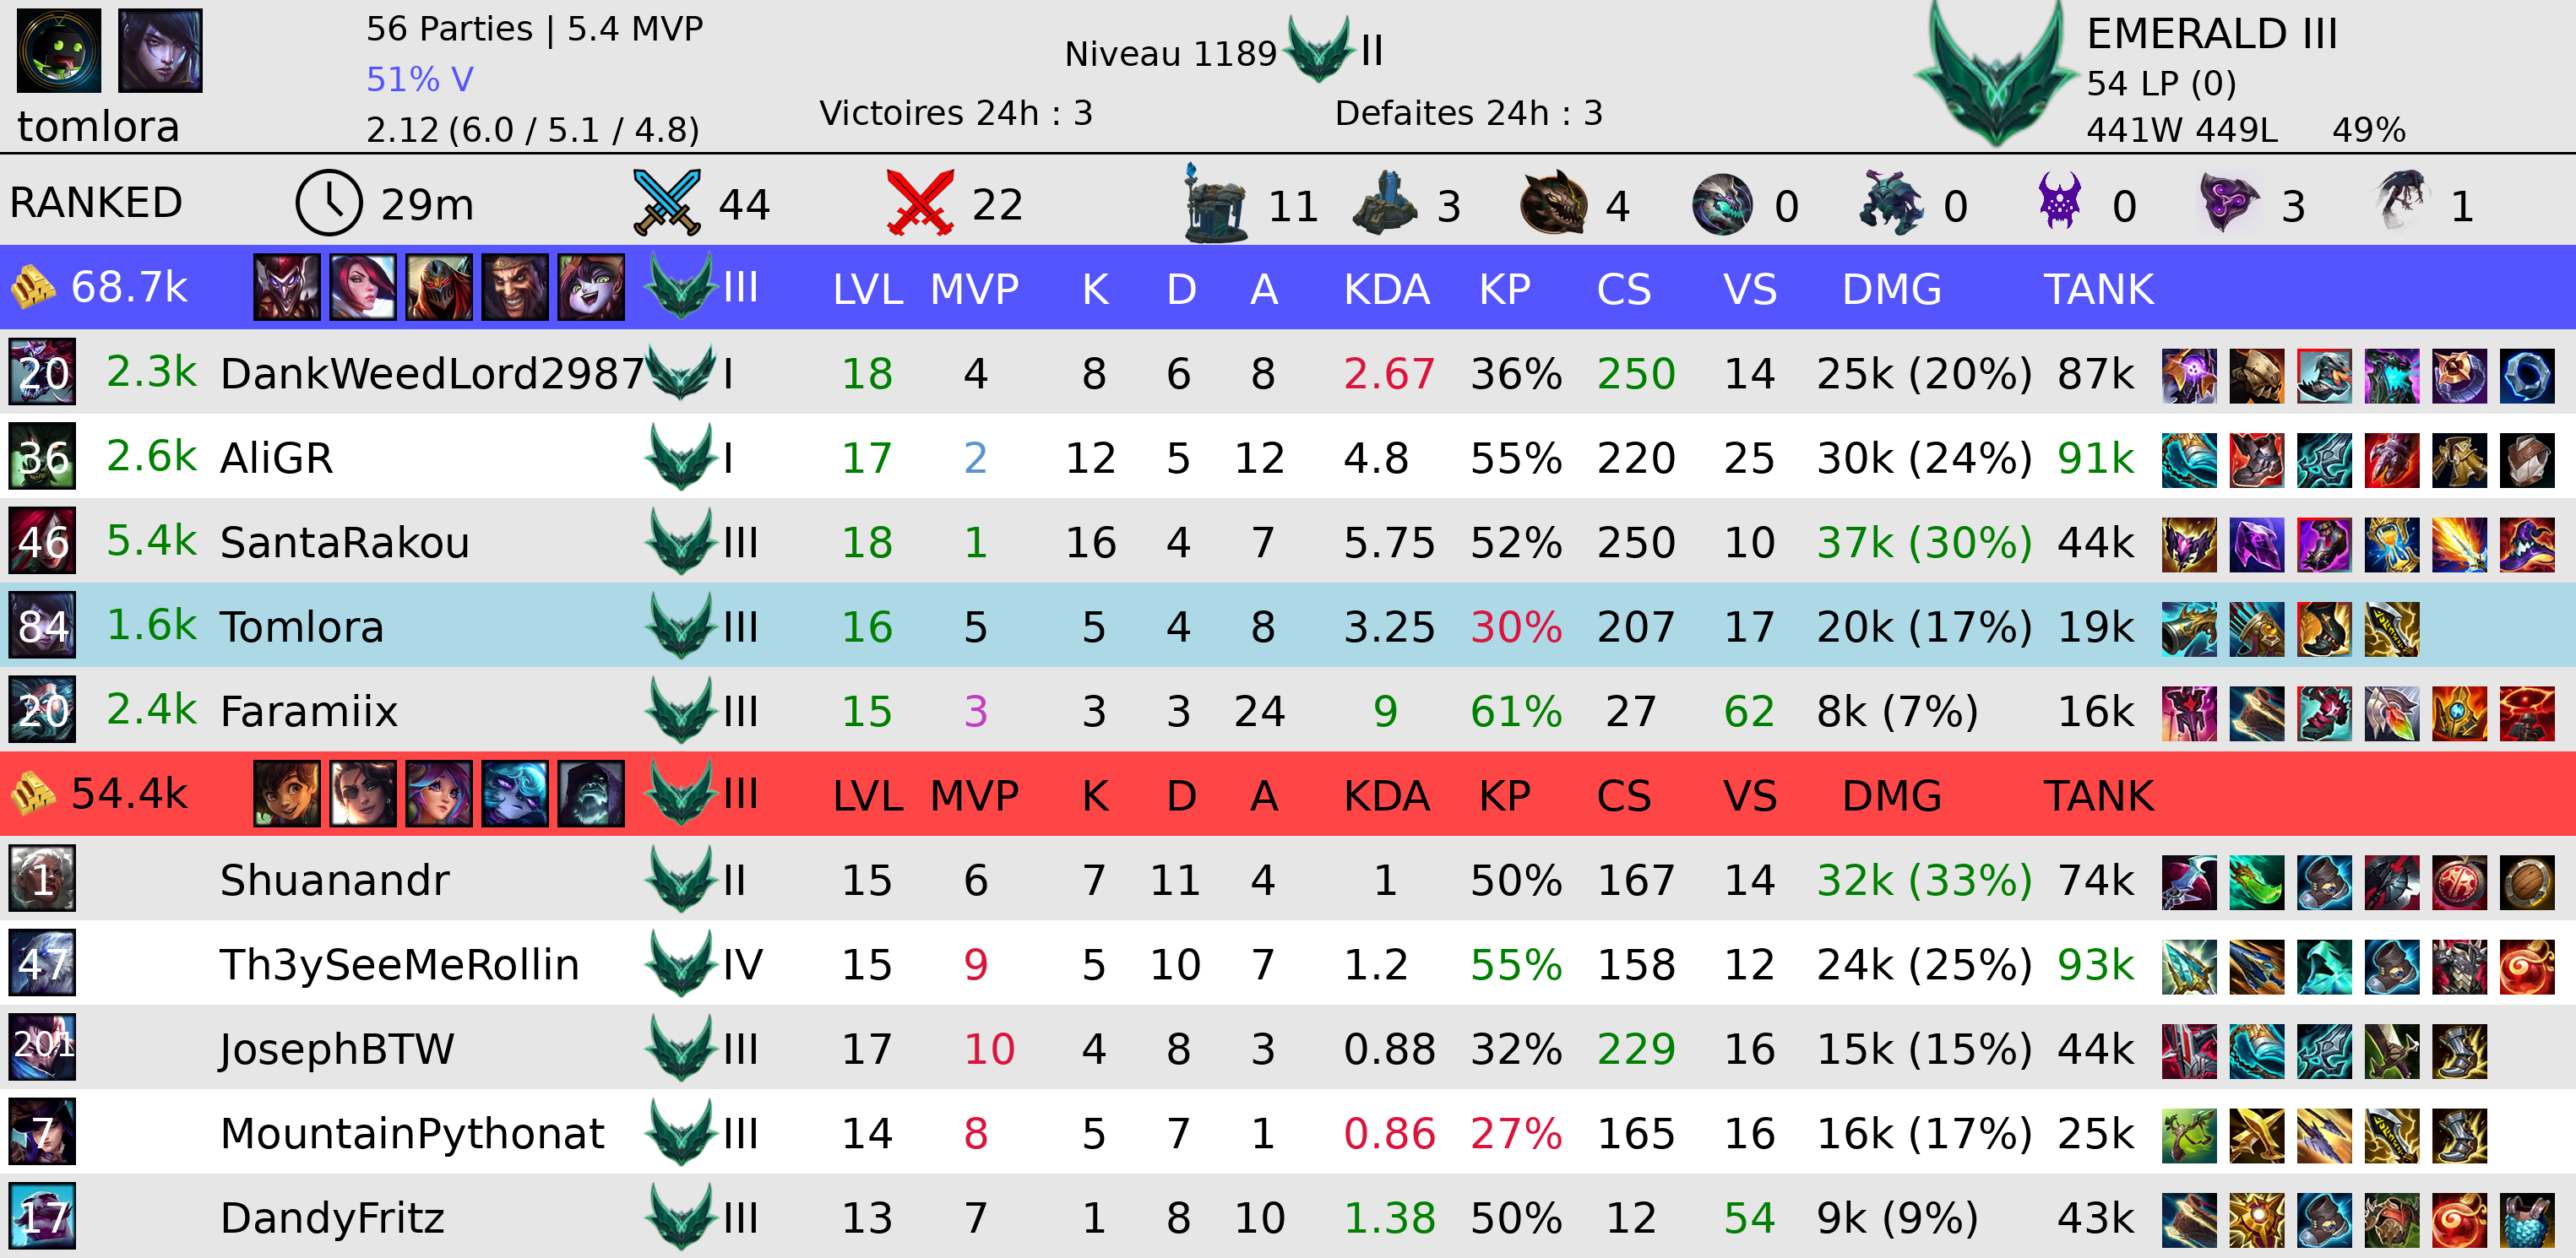 56 Parties | 5.4 MVP
51% V
tomlora
2.12 (6.0 / 5.1 / 4.8)
Niveau 1189 II
Victoires 24h : 3 Defaites 24h : 3
EMERALD III
54 LP (0)
441W 449L 49%
RANKED 29m 44 22 11 3 4 0 0 0 3 1
68.7k III LVL MVP K D A KDA KP CS VS DMG TANK
20 2.3k DankWeedLord2987 I 18 4 8 6 8 2.67 36% 250 14 25k (20%) 87k
36 2.6k AliGR I 17 2 12 5 12 4.8 55% 220 25 30k (24%) 91k
46 5.4k SantaRakou III 18 1 16 4 7 5.75 52% 250 10 37k (30%) 44k
84 1.6k Tomlora III 16 5 5 4 8 3.25 30% 207 17 20k (17%) 19k
20 2.4k Faramiix III 15 3 3 3 24 9 61% 27 62 8k (7%) 16k
54.4k III LVL MVP K D A KDA KP CS VS DMG TANK
1 Shuanandr II 15 6 7 11 4 1 50% 167 14 32k (33%) 74k
47 Th3ySeeMeRollin IV 15 9 5 10 7 1.2 55% 158 12 24k (25%) 93k
201 JosephBTW III 17 10 4 8 3 0.88 32% 229 16 15k (15%) 44k
7 MountainPythonat III 14 8 5 7 1 0.86 27% 165 16 16k (17%) 25k
17 DandyFritz III 13 7 1 8 10 1.38 50% 12 54 9k (9%) 43k